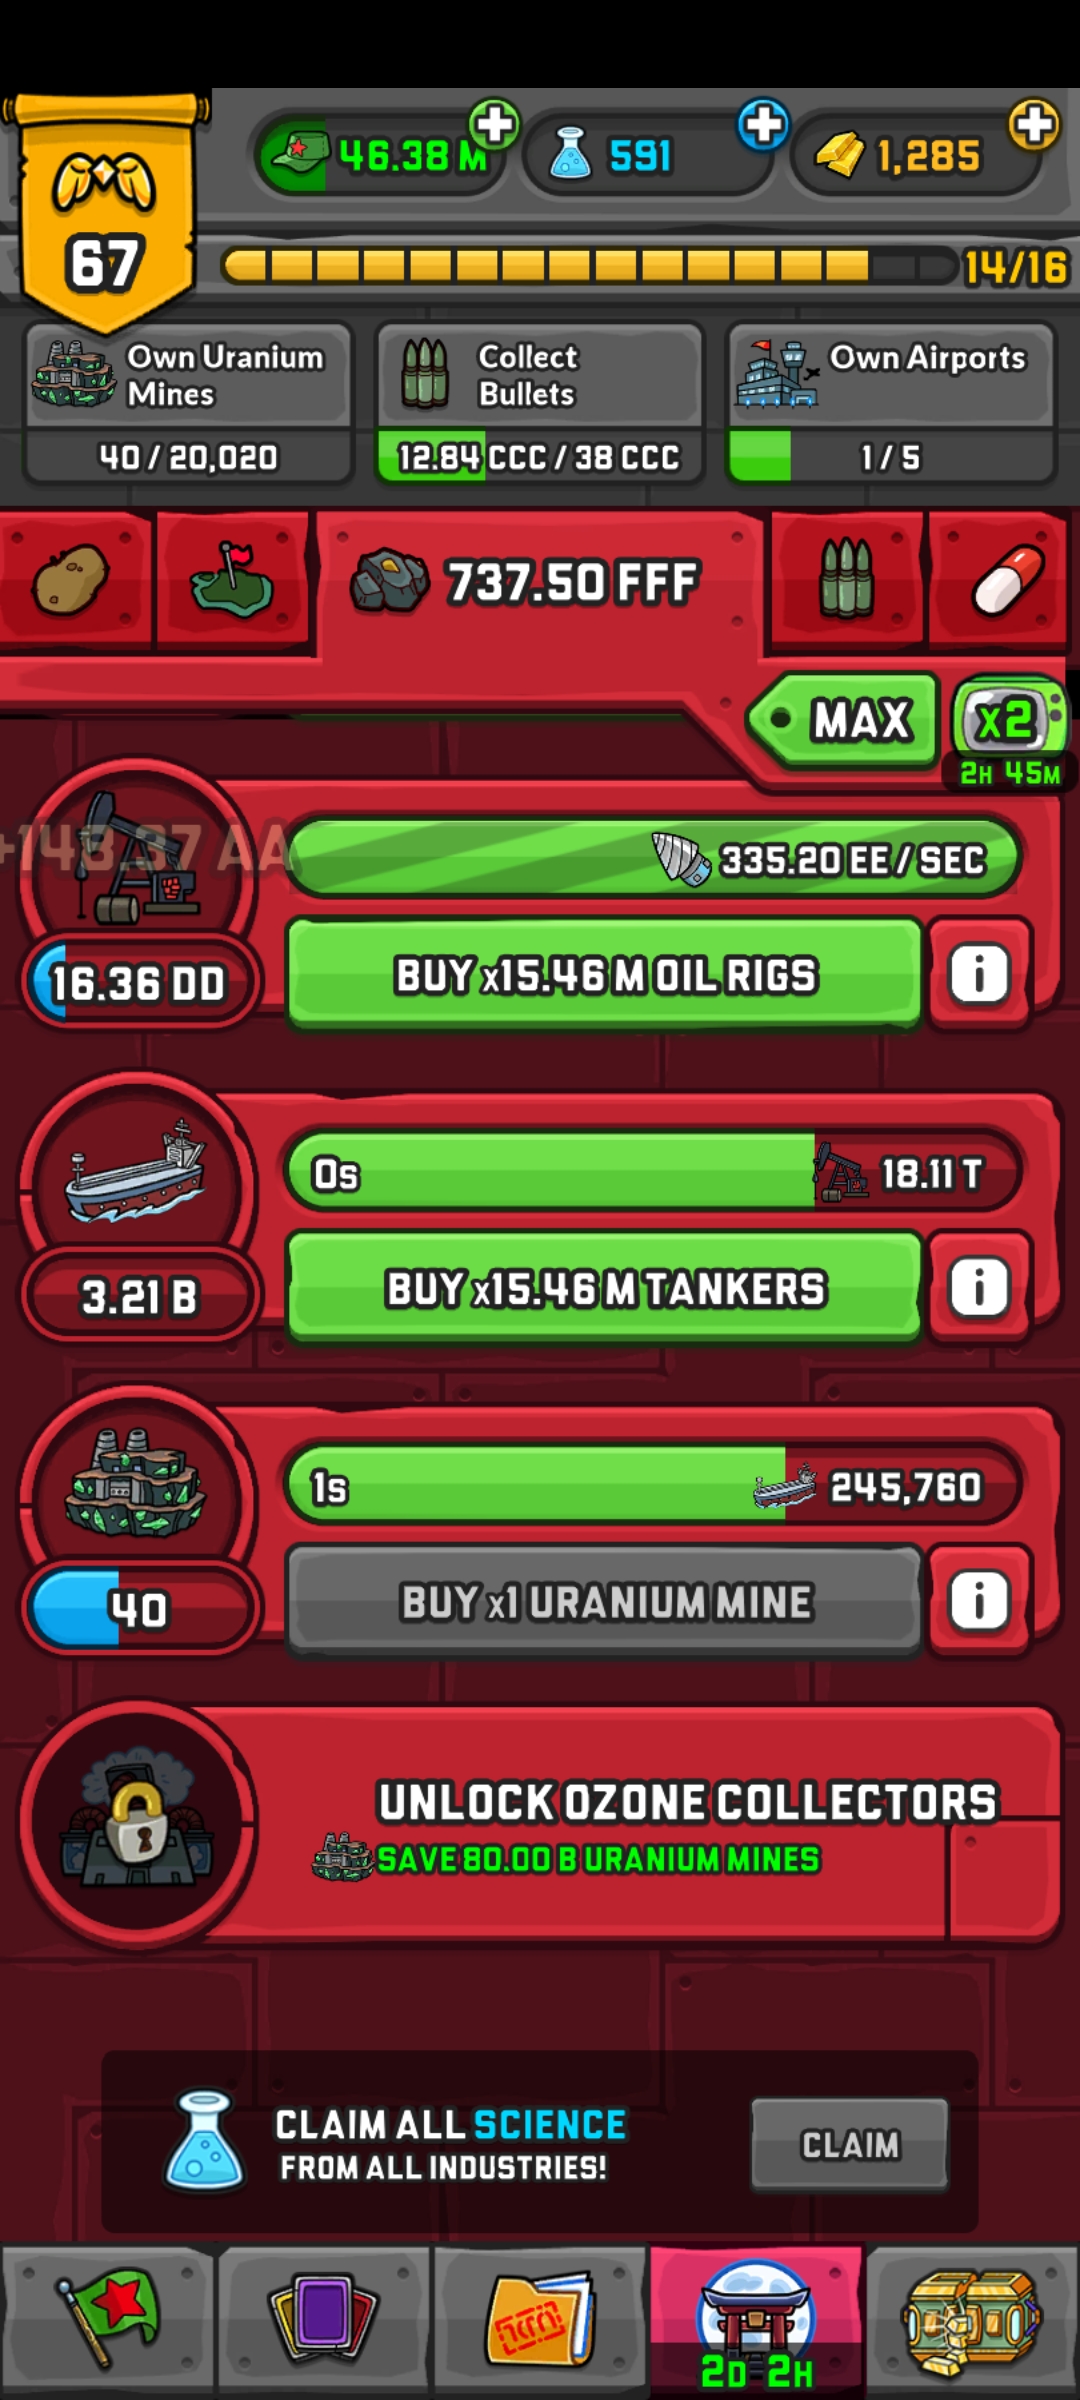 46.38 M
591
1,285
67
14/16
Own Uranium
Mines
40 / 20,020
Collect
Bullets
12.84 CCC / 38 CCC
Own Airports
1 / 5
737.50 FFF
MAX
x2
2H 45M
+143.37 AA
335.20 EE / SEC
16.36 DD
BUY x15.46 M OIL RIGS
i
0s
18.11 T
3.21 B
BUY x15.46 M TANKERS
i
1s
245,760
40
BUY x1 URANIUM MINE
i
UNLOCK OZONE COLLECTORS
SAVE 80.00 B URANIUM MINES
CLAIM ALL SCIENCE
FROM ALL INDUSTRIES!
CLAIM
2D 2H